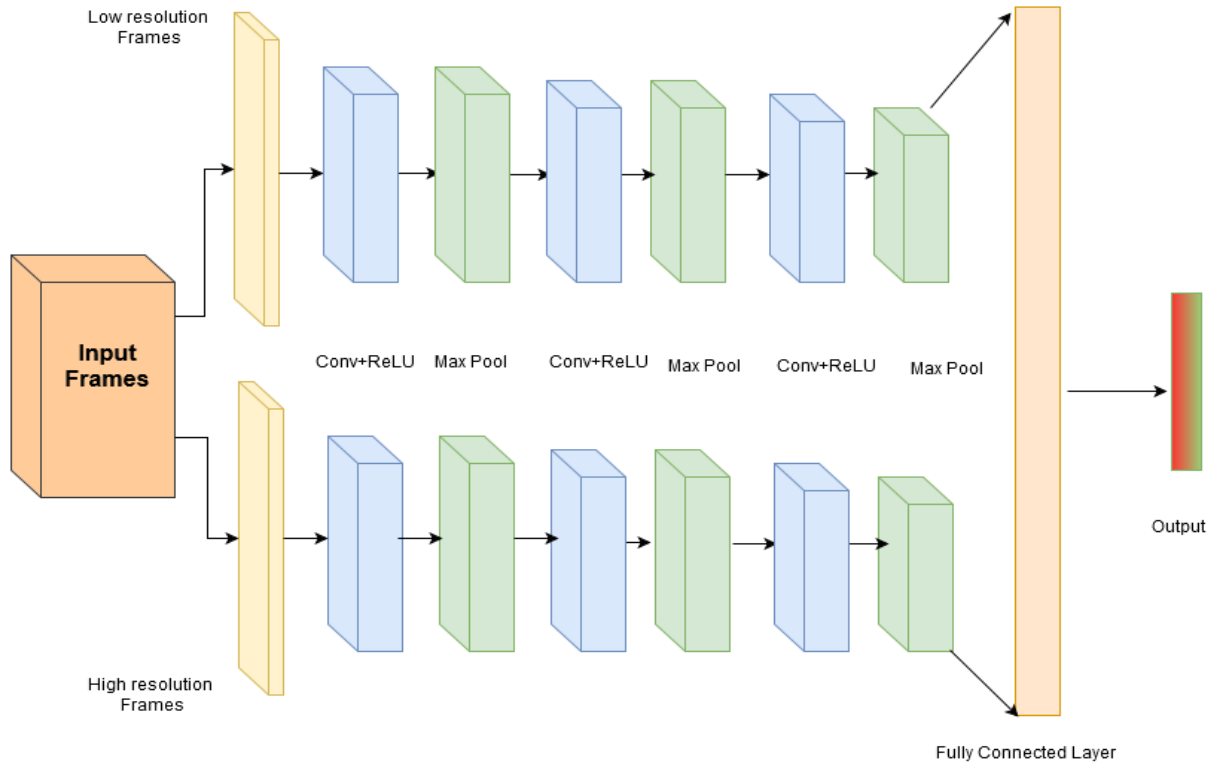 Low resolution
Frames
Input
Frames
Conv+ReLU
Max Pool
Conv+ReLU
Max Pool
Conv+ReLU
Max Pool
Output
High resolution
Frames
Fully Connected Layer